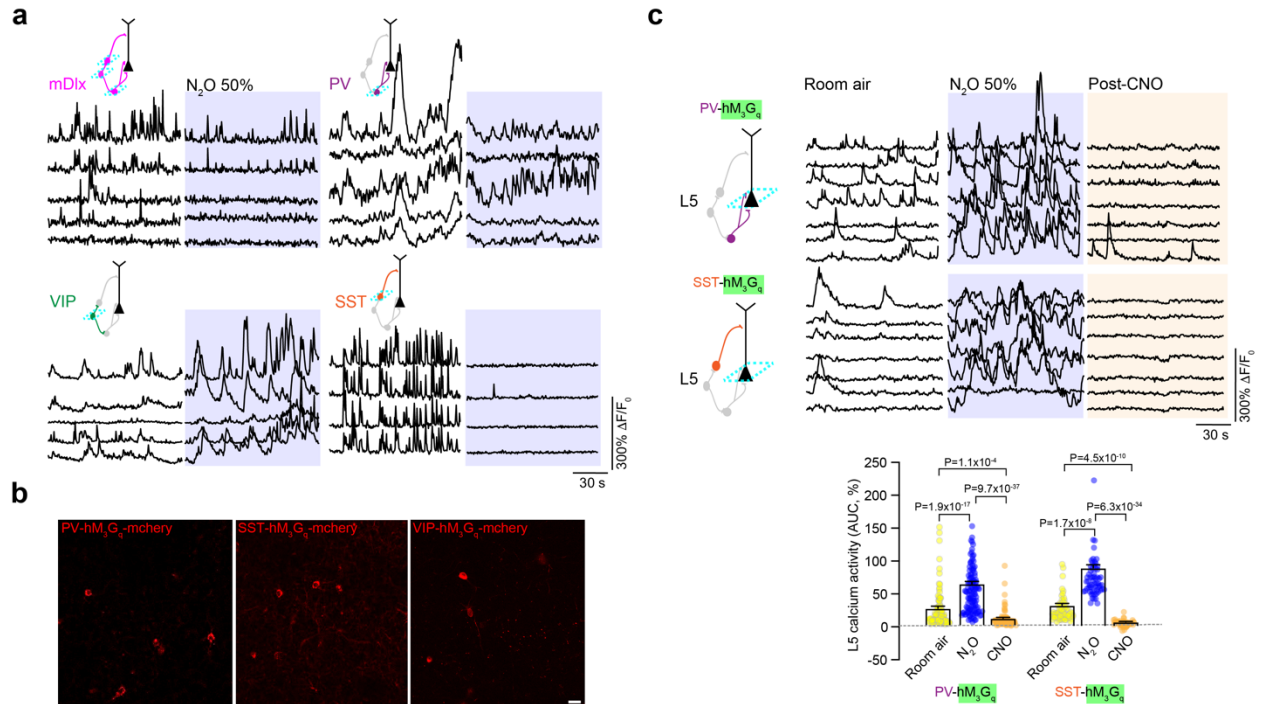 a
mDlx
N₂O 50%
PV
VIP
SST
300% ΔF/F₀
30 s
b
PV-hM₃Gq-mchery
SST-hM₃Gq-mchery
VIP-hM₃Gq-mchery
c
Room air
N₂O 50%
Post-CNO
PV-hM₃Gq
L5
SST-hM₃Gq
L5
300% ΔF/F₀
30 s
L5 calcium activity (AUC, %)
250
200
150
100
50
0
-50
P=1.1x10⁻⁴
P=9.7x10⁻³⁷
P=1.9x10⁻¹⁷
P=4.5x10⁻¹⁰
P=6.3x10⁻³⁴
P=1.7x10⁻⁸
Room air
N₂O
CNO
Room air
N₂O
CNO
PV-hM₃Gq
SST-hM₃Gq